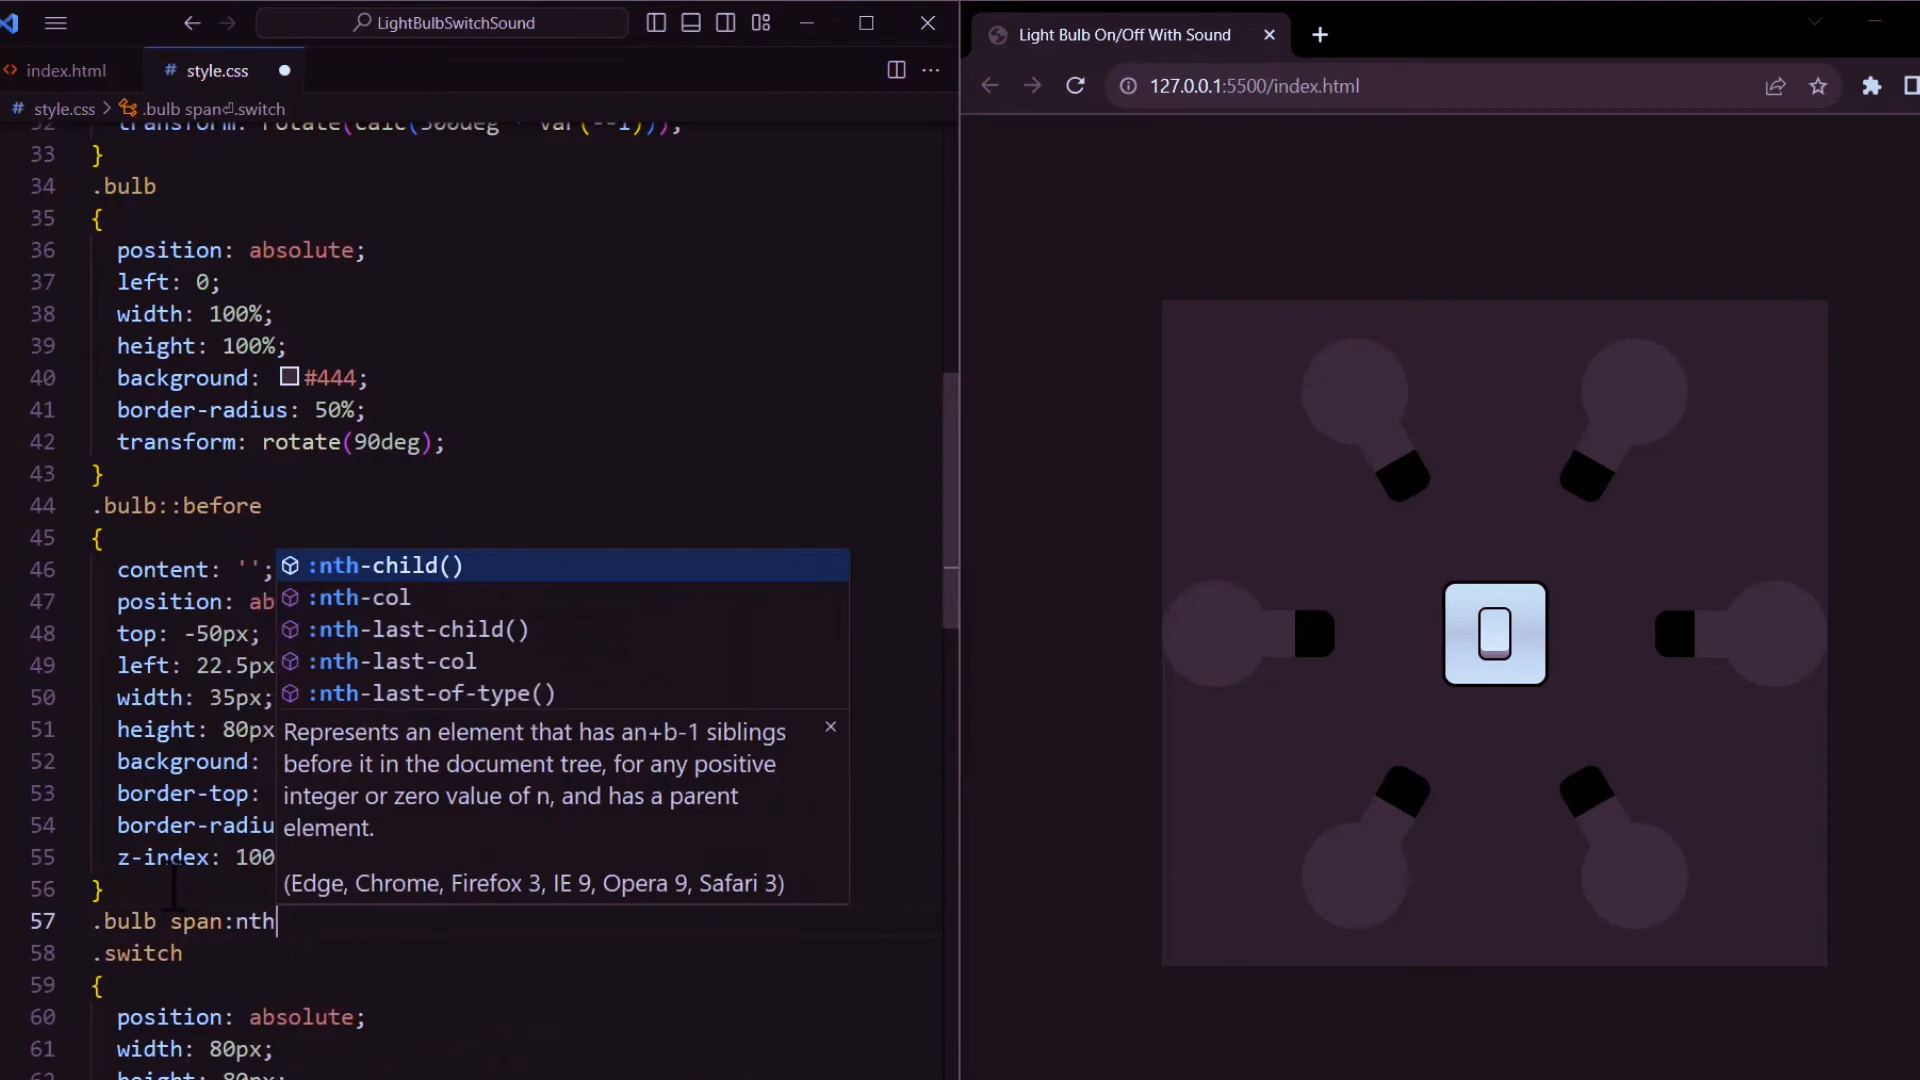 LightBulbSwitchSound
index.html
# style.css
# style.css > .bulb span⏎.switch
33 }
34 .bulb
35 {
36 position: absolute;
37 left: 0;
38 width: 100%;
39 height: 100%;
40 background: #444;
41 border-radius: 50%;
42 transform: rotate(90deg);
43 }
44 .bulb::before
45 {
46 content: '';
47 position: ab
48 top: -50px;
49 left: 22.5px
50 width: 35px;
51 height: 80px
52 background:
53 border-top:
54 border-radiu
55 z-index: 100
56 }
57 .bulb span:nth
58 .switch
59 {
60 position: absolute;
61 width: 80px;
:nth-child()
:nth-col
:nth-last-child()
:nth-last-col
:nth-last-of-type()
Represents an element that has an+b-1 siblings
before it in the document tree, for any positive
integer or zero value of n, and has a parent
element.
(Edge, Chrome, Firefox 3, IE 9, Opera 9, Safari 3)
Light Bulb On/Off With Sound
127.0.0.1:5500/index.html